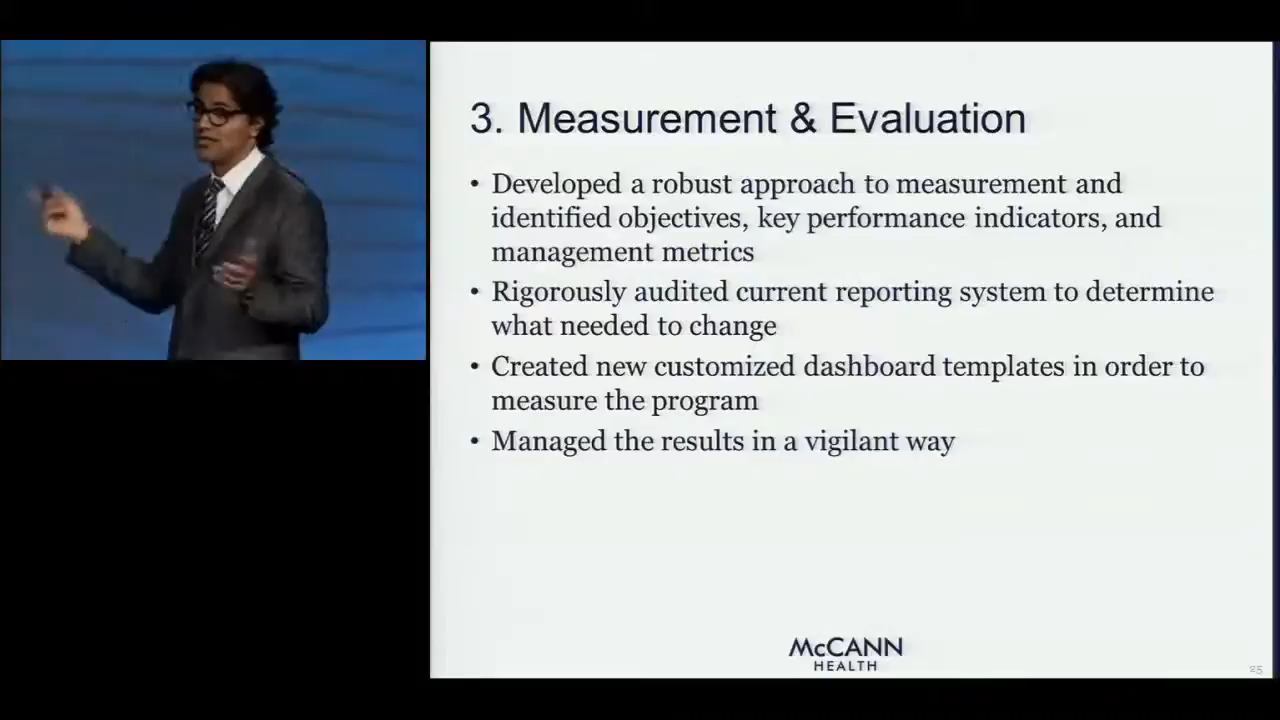 3. Measurement & Evaluation
• Developed a robust approach to measurement and
identified objectives, key performance indicators, and
management metrics
• Rigorously audited current reporting system to determine
what needed to change
• Created new customized dashboard templates in order to
measure the program
• Managed the results in a vigilant way
McCANN
HEALTH
25